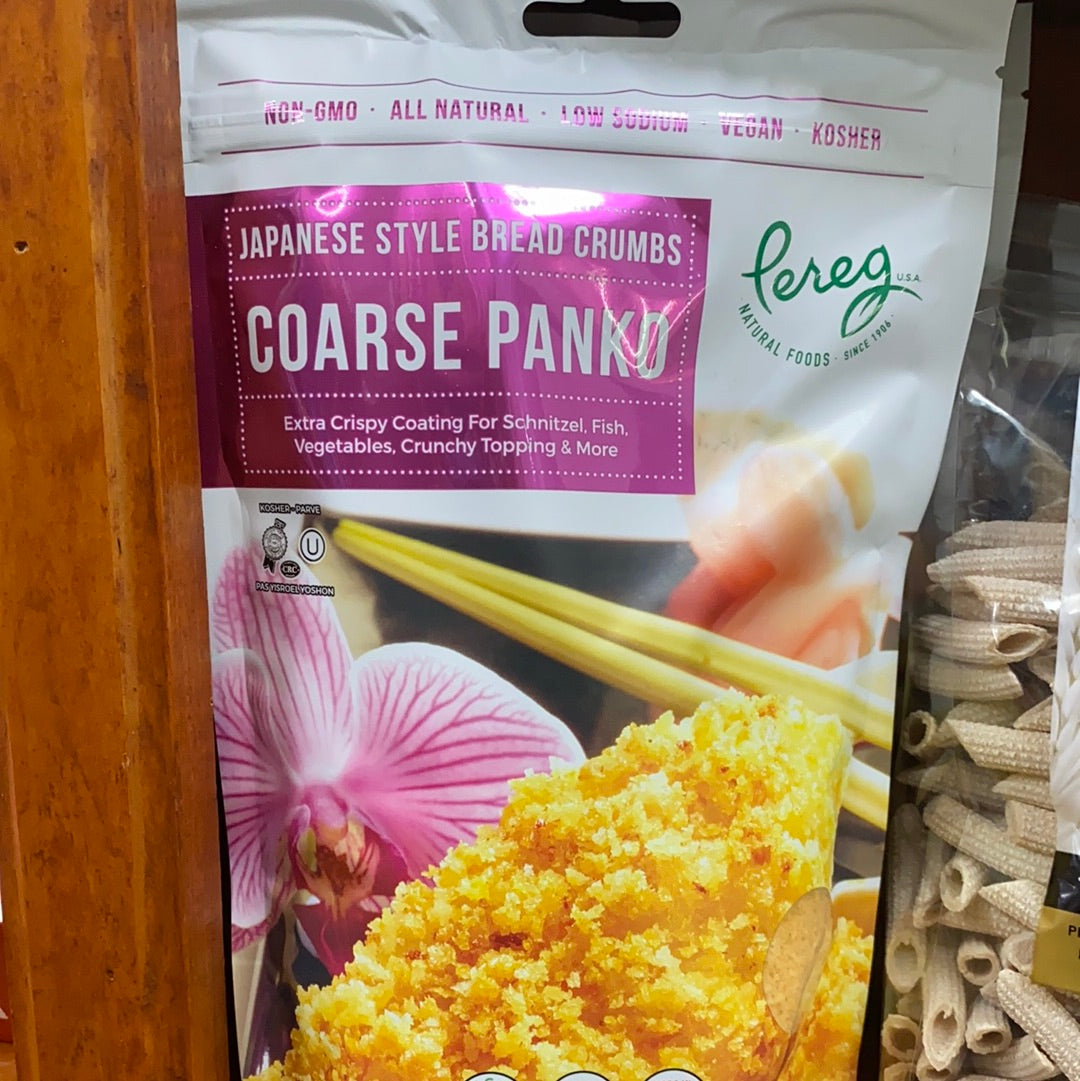 NON-GMO · ALL NATURAL · LOW SODIUM · VEGAN · KOSHER
JAPANESE STYLE BREAD CRUMBS
COARSE PANKO
Extra Crispy Coating For Schnitzel, Fish,
Vegetables, Crunchy Topping & More
Pereg U.S.A.
NATURAL FOODS · SINCE 1906 ·
KOSHER-PARVE
U
CRC
PAS YISROEL YOSHON